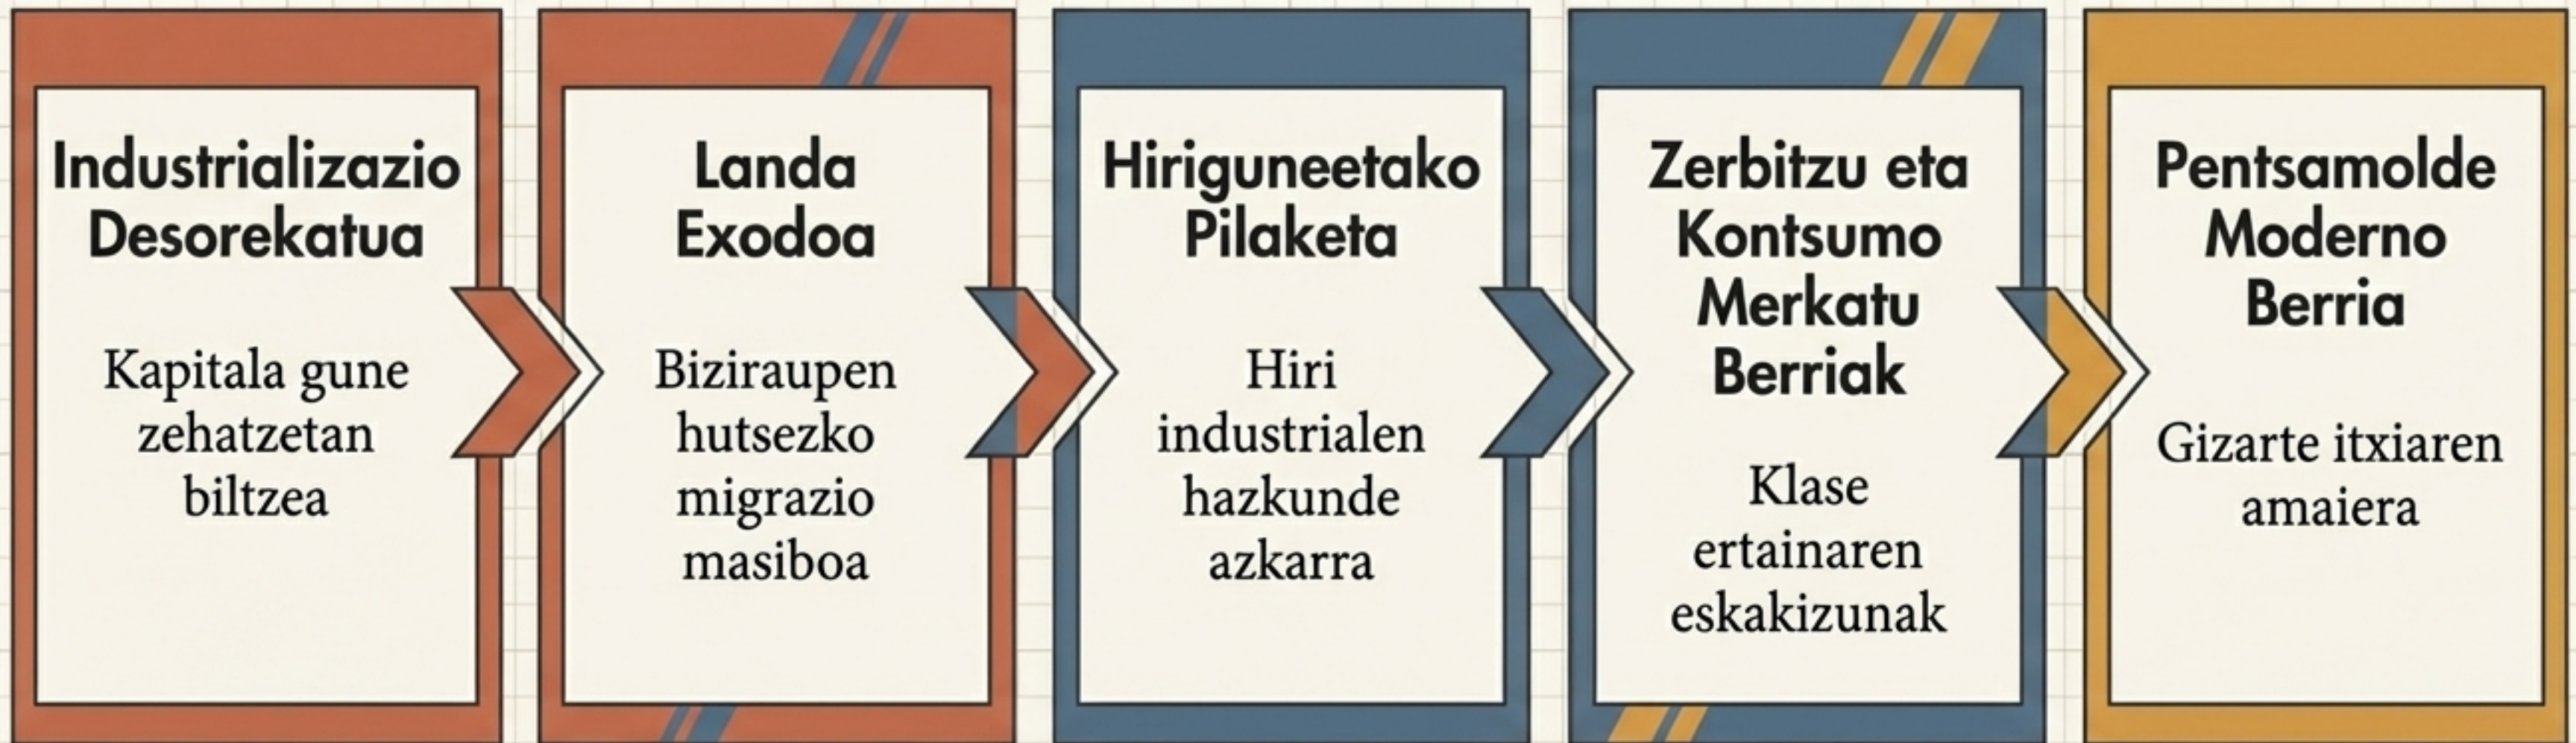 Industrializazio
Desorekatua
Kapitala gune
zehatzetan
biltzea
Landa
Exodoa
Biziraupen
hutsezko
migrazio
masiboa
Hiriguneetako
Pilaketa
Hiri
industrialen
hazkunde
azkarra
Zerbitzu eta
Kontsumo
Merkatu
Berriak
Klase
ertainaren
eskakizunak
Pentsamolde
Moderno
Berria
Gizarte itxiaren
amaiera